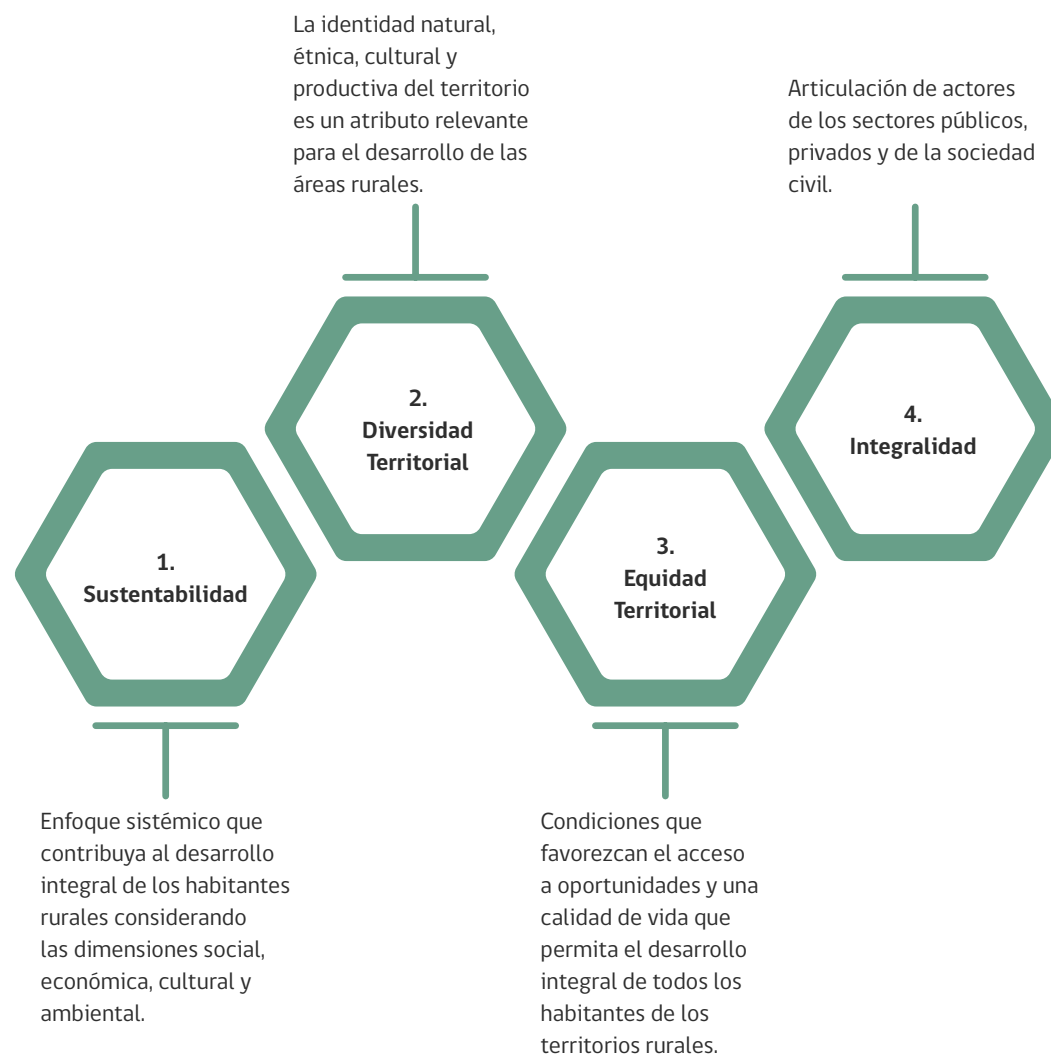 La identidad natural,
étnica, cultural y
productiva del territorio
es un atributo relevante
para el desarrollo de las
áreas rurales.
Articulación de actores
de los sectores públicos,
privados y de la sociedad
civil.
2.
Diversidad
Territorial
4.
Integralidad
1.
Sustentabilidad
3.
Equidad
Territorial
Enfoque sistémico que
contribuya al desarrollo
integral de los habitantes
rurales considerando
las dimensiones social,
económica, cultural y
ambiental.
Condiciones que
favorezcan el acceso
a oportunidades y una
calidad de vida que
permita el desarrollo
integral de todos los
habitantes de los
territorios rurales.